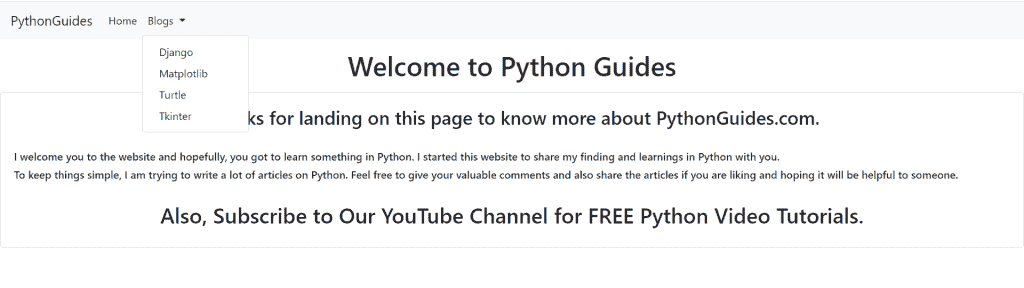 PythonGuides Home Blogs
Django
Matplotlib
Turtle
Tkinter
Welcome to Python Guides
ks for landing on this page to know more about PythonGuides.com.
I welcome you to the website and hopefully, you got to learn something in Python. I started this website to share my finding and learnings in Python with you.
To keep things simple, I am trying to write a lot of articles on Python. Feel free to give your valuable comments and also share the articles if you are liking and hoping it will be helpful to someone.
Also, Subscribe to Our YouTube Channel for FREE Python Video Tutorials.